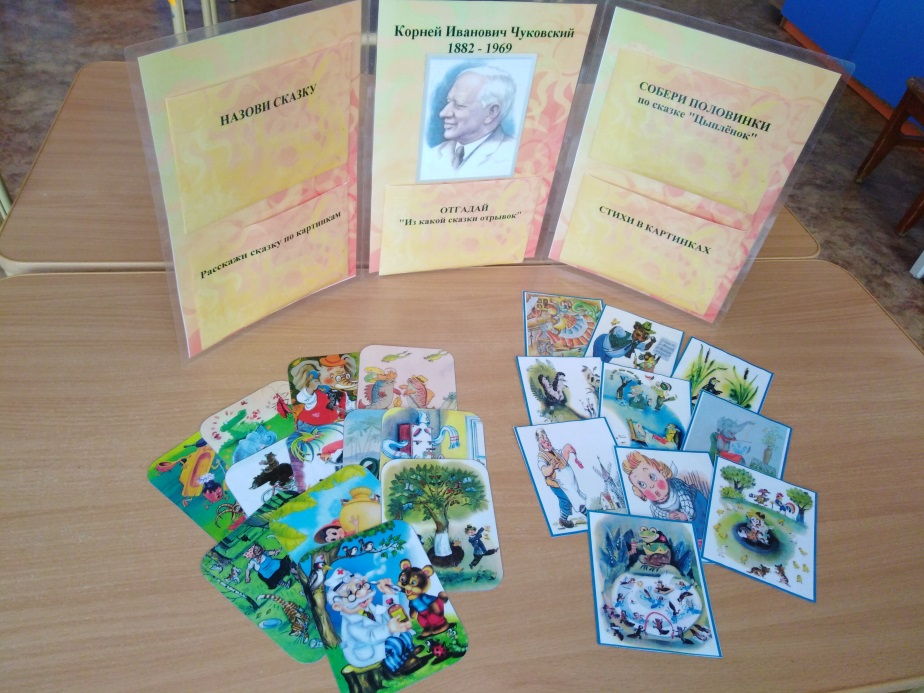 НАЗОВИ СКАЗКУ
Расскажи сказку по картинкам
Корней Иванович Чуковский
1882 - 1969
ОТГАДАЙ
"Из какой сказки отрывок"
СОБЕРИ ПОЛОВИНКИ
по сказке "Цыплёнок"
СТИХИ В КАРТИНКАХ